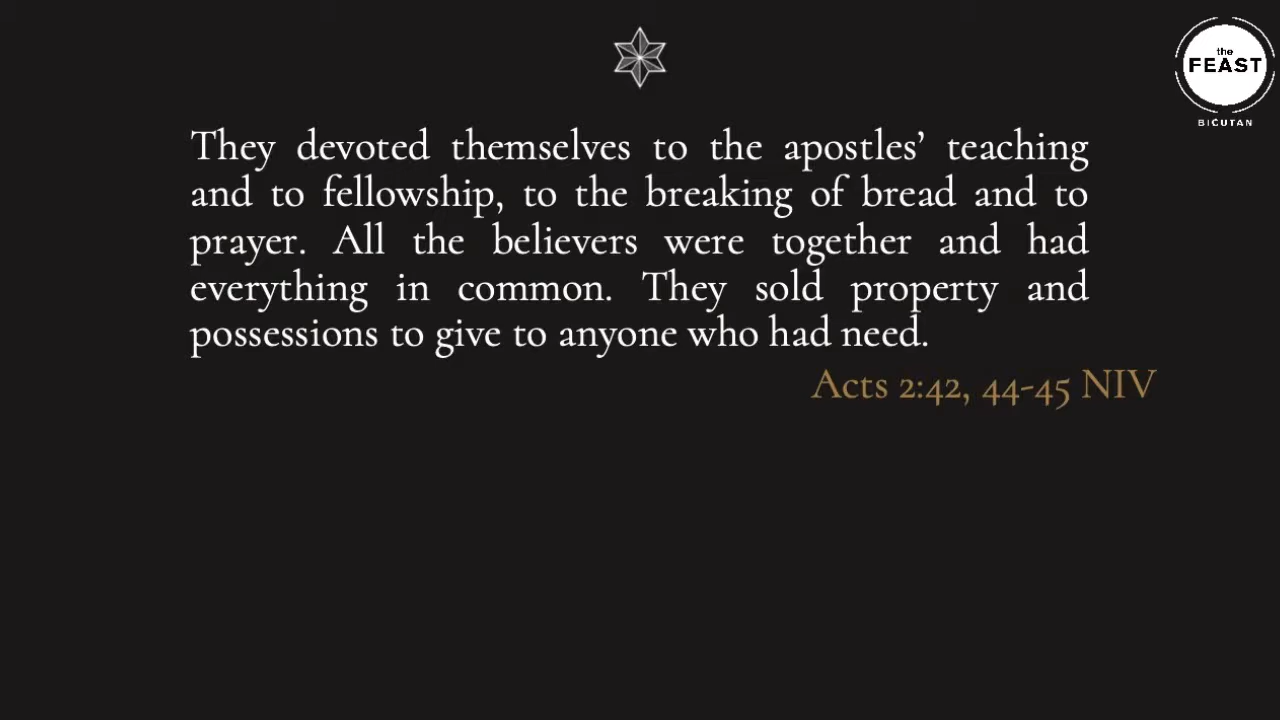 the
FEAST
BICUTAN
They devoted themselves to the apostles’ teaching
and to fellowship, to the breaking of bread and to
prayer. All the believers were together and had
everything in common. They sold property and
possessions to give to anyone who had need.
Acts 2:42, 44-45 NIV